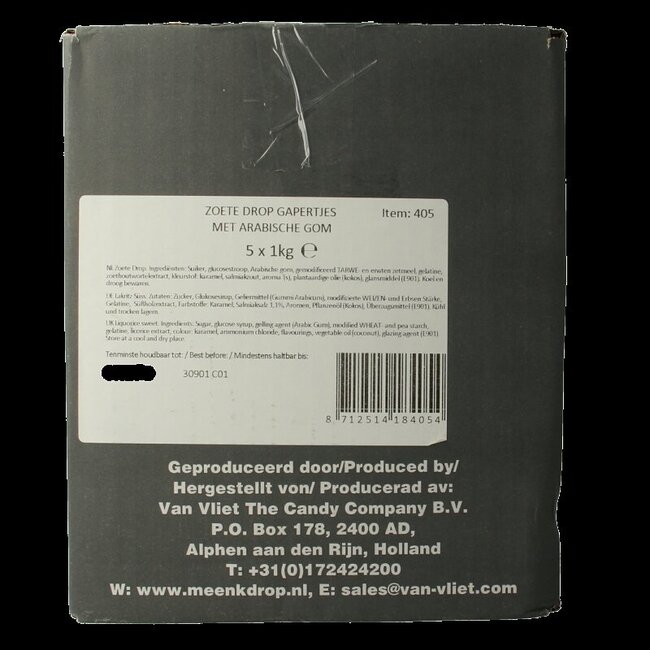 ZOETE DROP GAPERTJES Item: 405
MET ARABISCHE GOM
5 x 1kg ℮
NL Zoete Drop. Ingrediënten: Suiker, glucosestroop, Arabische gom, gemodificeerd TARWE- en erwten zetmeel, gelatine,
zoethoutwortelextract, kleurstof: karamel, salmiakzout, aroma's), plantaardige olie (kokos), glansmiddel (E901). Koel en
droog bewaren.
DE Lakritz Süss. Zutaten: Zucker, Glukosesirup, Geliermittel (Gummi Arabicum), modifizierte WEIZEN- und Erbsen Stärke,
Gelatine, Süßholzextrakt, Farbstoffe: Karamel, Salmiaksalz 1,1%, Aromen, Pflanzenöl (Kokos), Überzugsmittel (E901). Kühl
und trocken lagern.
UK Liquorice sweet. Ingredients: Sugar, glucose syrup, gelling agent (Arabic Gum), modified WHEAT- and pea starch,
gelatine, licorice extract, colour: karamel, ammonium chloride, flavourings, vegetable oil (coconut), glazing agent (E901).
Store at a cool and dry place.
Tenminste houdbaar tot: / Best before: / Mindestens haltbar bis:
30901 C01
8 712514 184054
Geproduceerd door/Produced by/
Hergestellt von/ Producerad av:
Van Vliet The Candy Company B.V.
P.O. Box 178, 2400 AD,
Alphen aan den Rijn, Holland
T: +31(0)172424200
W: www.meenkdrop.nl, E: sales@van-vliet.com